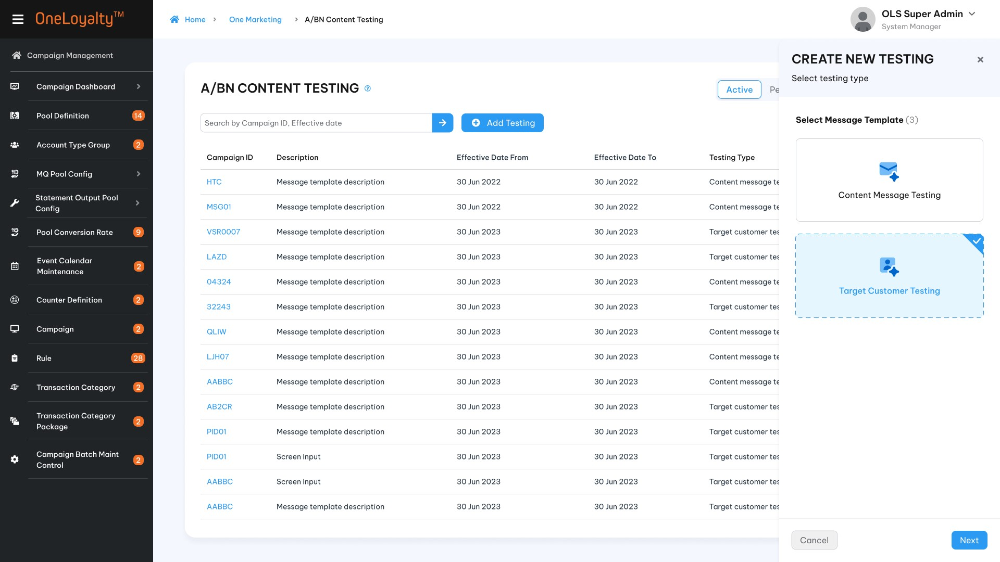 OneLoyalty™
Home
One Marketing
A/BN Content Testing
OLS Super Admin
System Manager
Campaign Management
Campaign Dashboard
Pool Definition
14
Account Type Group
2
MQ Pool Config
Statement Output Pool
Config
Pool Conversion Rate
9
Event Calendar
Maintenance
2
Counter Definition
2
Campaign
2
Rule
28
Transaction Category
2
Transaction Category
Package
2
Campaign Batch Maint
Control
2
A/BN CONTENT TESTING
Active
Pe
Search by Campaign ID, Effective date
Add Testing
Campaign ID Description Effective Date From Effective Date To Testing Type
HTC Message template description 30 Jun 2022 30 Jun 2022 Content message te
MSG01 Message template description 30 Jun 2022 30 Jun 2022 Content message te
VSR0007 Message template description 30 Jun 2023 30 Jun 2023 Target customer tes
LAZD Message template description 30 Jun 2023 30 Jun 2023 Target customer tes
04324 Message template description 30 Jun 2023 30 Jun 2023 Content message te
32243 Message template description 30 Jun 2023 30 Jun 2023 Target customer tes
QLIW Message template description 30 Jun 2023 30 Jun 2023 Content message te
LJH07 Message template description 30 Jun 2023 30 Jun 2023 Content message te
AABBC Message template description 30 Jun 2023 30 Jun 2023 Content message te
AB2CR Message template description 30 Jun 2023 30 Jun 2023 Target customer tes
PID01 Message template description 30 Jun 2023 30 Jun 2023 Target customer tes
PID01 Screen Input 30 Jun 2023 30 Jun 2023 Target customer tes
AABBC Screen Input 30 Jun 2023 30 Jun 2023 Target customer tes
AABBC Message template description 30 Jun 2023 30 Jun 2023 Target customer tes
CREATE NEW TESTING
Select testing type
Select Message Template (3)
Content Message Testing
Target Customer Testing
Cancel
Next